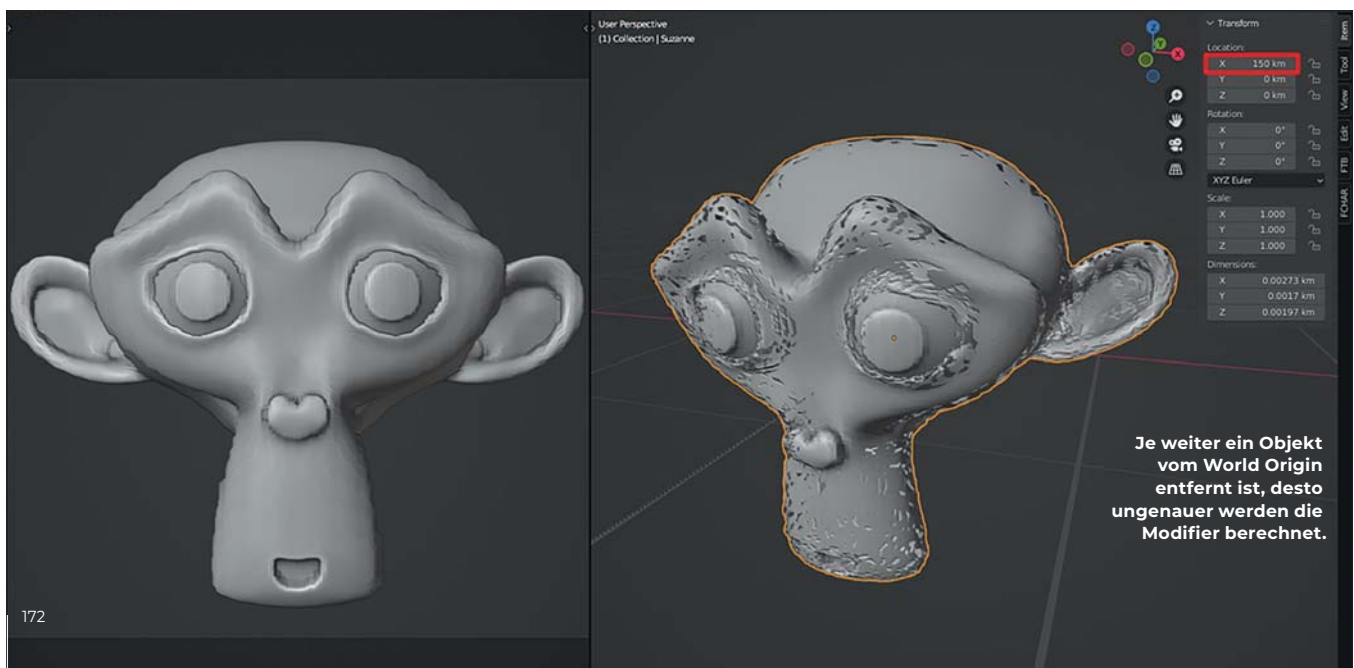 User Perspective
(1) Collection | Suzanne
Z
Y
X
Transform
Location:
X 150 km
Y 0 km
Z 0 km
Rotation:
X 0°
Y 0°
Z 0°
XYZ Euler
Scale:
X 1.000
Y 1.000
Z 1.000
Dimensions:
X 0.00273 km
Y 0.0017 km
Z 0.00197 km
Item
Tool
View
Edit
FTB
FCHAR
Je weiter ein Objekt
vom World Origin
entfernt ist, desto
ungenauer werden die
Modifier berechnet.
172